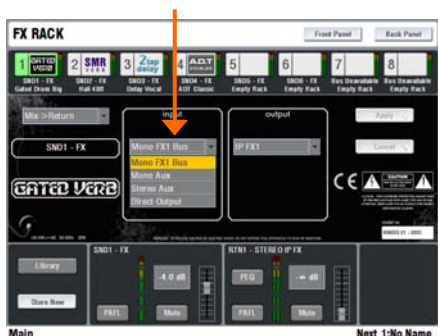 FX RACK
Front Panel
Back Panel
1 GATED VERB
2 SMR VERB
3 2tap delay
4 A.D.T DOUBLER
5
6
7
8
SND1 - FX
SND2 - FX
SND3 - FX
SND4 - FX
SND5 - FX
SND6 - FX
Bus Unavailable
Bus Unavailable
Gated Drum Big
Hall 480
Delay Vocal
ADT Classic
Empty Rack
Empty Rack
Empty Rack
Empty Rack
Mix->Return
SND1 - FX
GATED VERB
input
Mono FX1 Bus
Mono FX1 Bus
Mono Aux
Stereo Aux
Direct Output
output
IP FX1
Apply
Cancel
CE
CAUTION
Library
Store New
SND1 - FX
-4.0 dB
PAFL
Mute
RTN1 - STEREO IP FX
PEQ
-∞ dB
PAFL
Mute
Main
Next 1:No Name